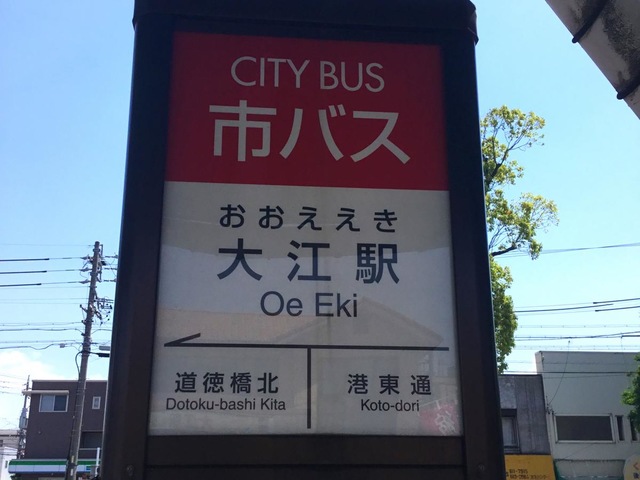 CITY BUS
市バス
おおええき
大江駅
Oe Eki
道徳橋北 港東通
Dotoku-bashi Kita Koto-dori